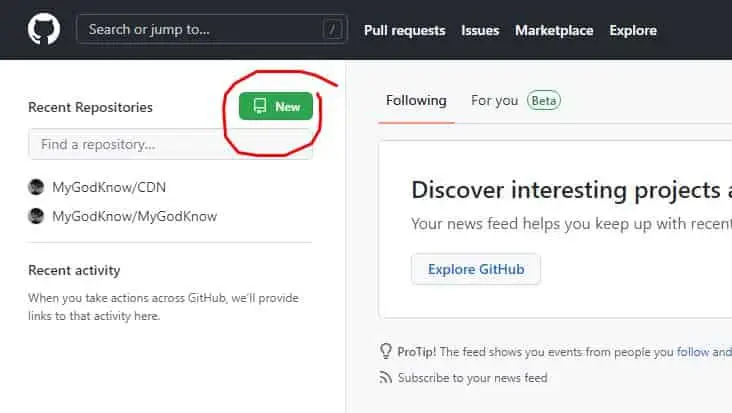 Search or jump to...
/
Pull requests
Issues
Marketplace
Explore
Recent Repositories
New
Find a repository...
MyGodKnow/CDN
MyGodKnow/MyGodKnow
Recent activity
When you take actions across GitHub, we'll provide
links to that activity here.
Following
For you
Beta
Discover interesting projects a
Your news feed helps you keep up with recent
Explore GitHub
ProTip! The feed shows you events from people you follow and
Subscribe to your news feed